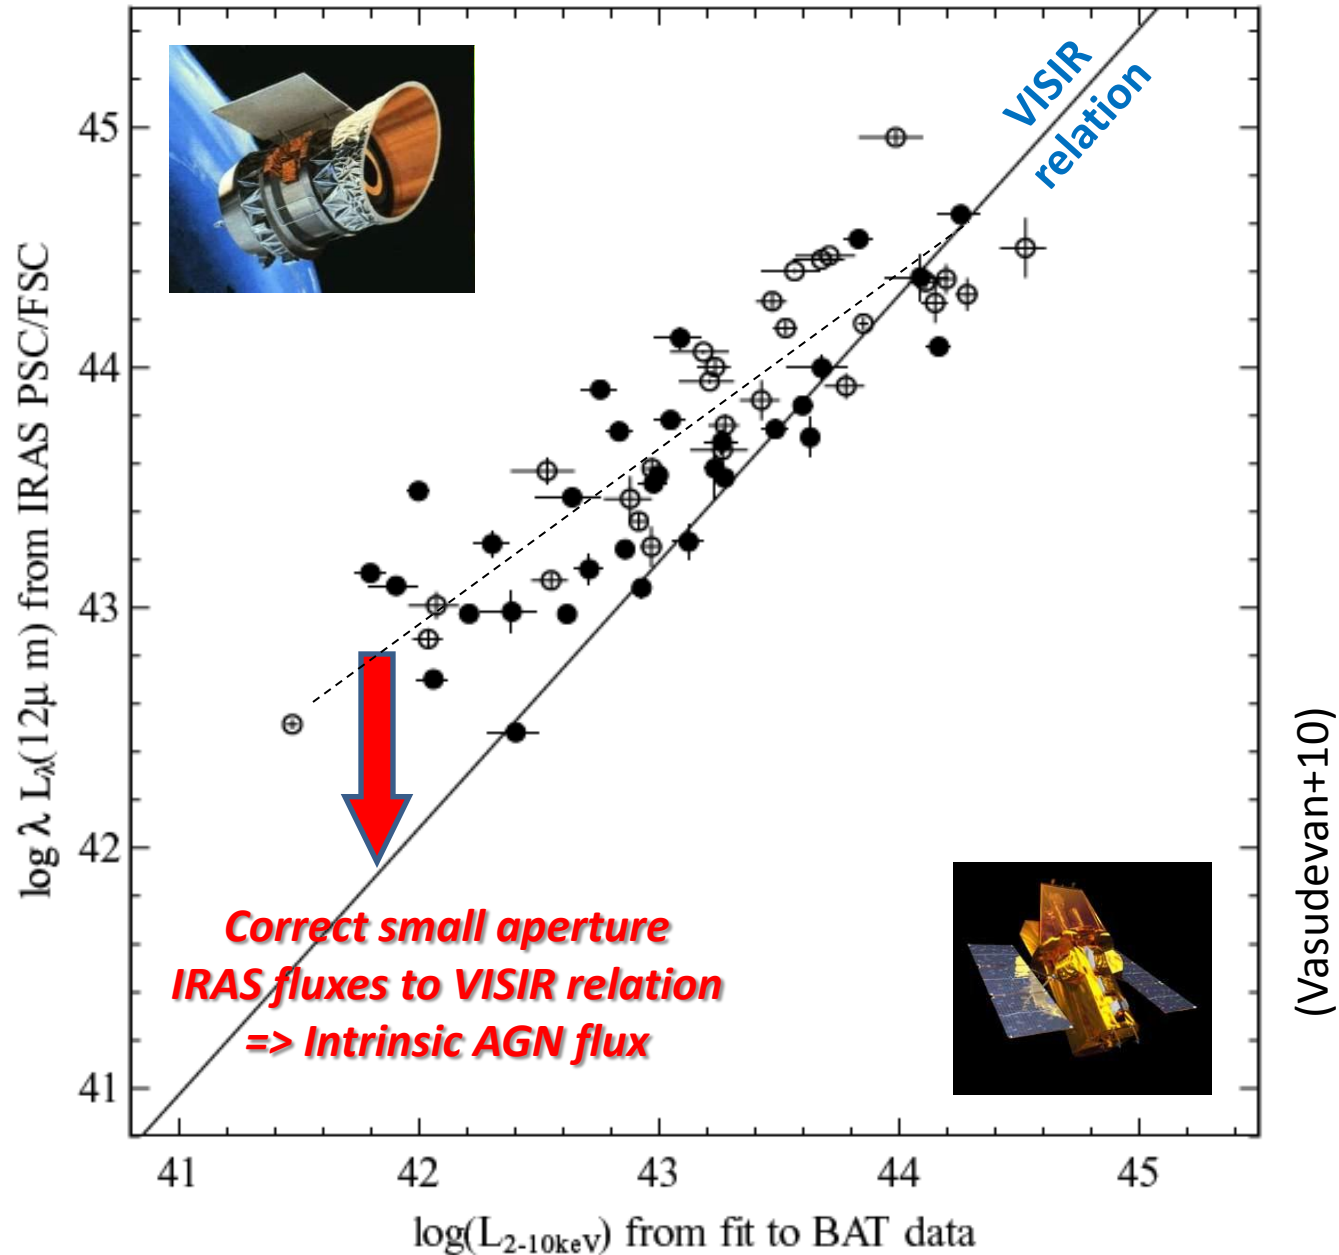 VISIR
relation
45
44
43
42
41
log λ Lλ(12μ m) from IRAS PSC/FSC
Correct small aperture
IRAS fluxes to VISIR relation
=> Intrinsic AGN flux
(Vasudevan+10)
41 42 43 44 45
log(L2-10keV) from fit to BAT data